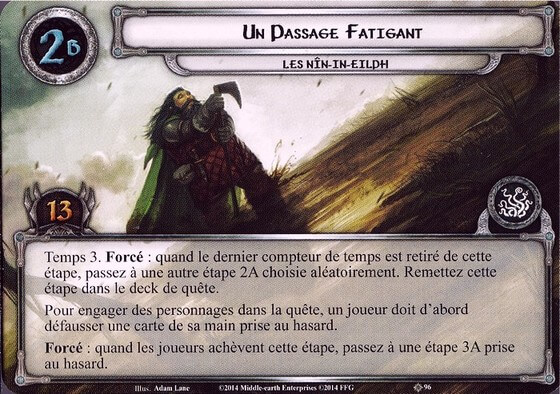 2B
Un Passage Fatigant
Les Nîn-in-Eilph
13
Temps 3. Forcé : quand le dernier compteur de temps est retiré de cette
étape, passez à une autre étape 2A choisie aléatoirement. Remettez cette
étape dans le deck de quête.
Pour engager des personnages dans la quête, un joueur doit d'abord
défausser une carte de sa main prise au hasard.
Forcé : quand les joueurs achèvent cette étape, passez à une étape 3A prise
au hasard.
Illus. Adam Lane ©2014 Middle-earth Enterprises ©2014 FFG 96